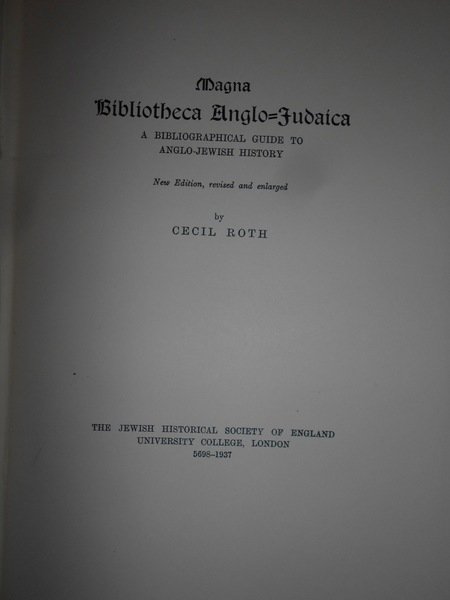 Magna
Bibliotheca Anglo=Judaica
A BIBLIOGRAPHICAL GUIDE TO
ANGLO-JEWISH HISTORY
New Edition, revised and enlarged
by
CECIL ROTH
THE JEWISH HISTORICAL SOCIETY OF ENGLAND
UNIVERSITY COLLEGE, LONDON
5698–1937